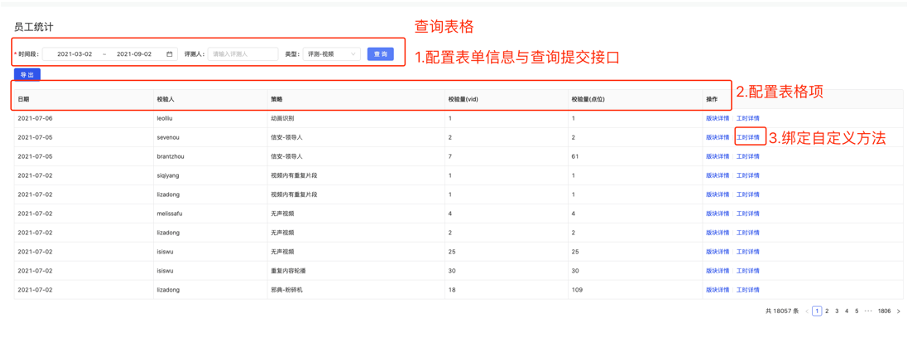 员工统计
查询表格
* 时间段: 2021-03-02 ~ 2021-09-02 评测人: 请输入评测人 类型: 评测-视频 查 询
1.配置表单信息与查询提交接口
导 出
2.配置表格项
日期 校验人 策略 校验量(vid) 校验量(点位) 操作
2021-07-06 leolliu 动画识别 1 1 版块详情 工时详情
2021-07-05 sevenou 信安-领导人 2 2 版块详情 工时详情
3.绑定自定义方法
2021-07-05 brantzhou 信安-领导人 7 61 版块详情 工时详情
2021-07-02 siqiyang 视频内有重复片段 1 1 版块详情 工时详情
2021-07-02 lizadong 视频内有重复片段 1 1 版块详情 工时详情
2021-07-02 melissafu 无声视频 4 4 版块详情 工时详情
2021-07-02 lizadong 无声视频 2 2 版块详情 工时详情
2021-07-02 isiswu 无声视频 25 25 版块详情 工时详情
2021-07-02 isiswu 重复内容轮播 30 30 版块详情 工时详情
2021-07-02 lizadong 邪典-粉碎机 18 109 版块详情 工时详情
共 18057 条 < 1 2 3 4 5 ··· 1806 >